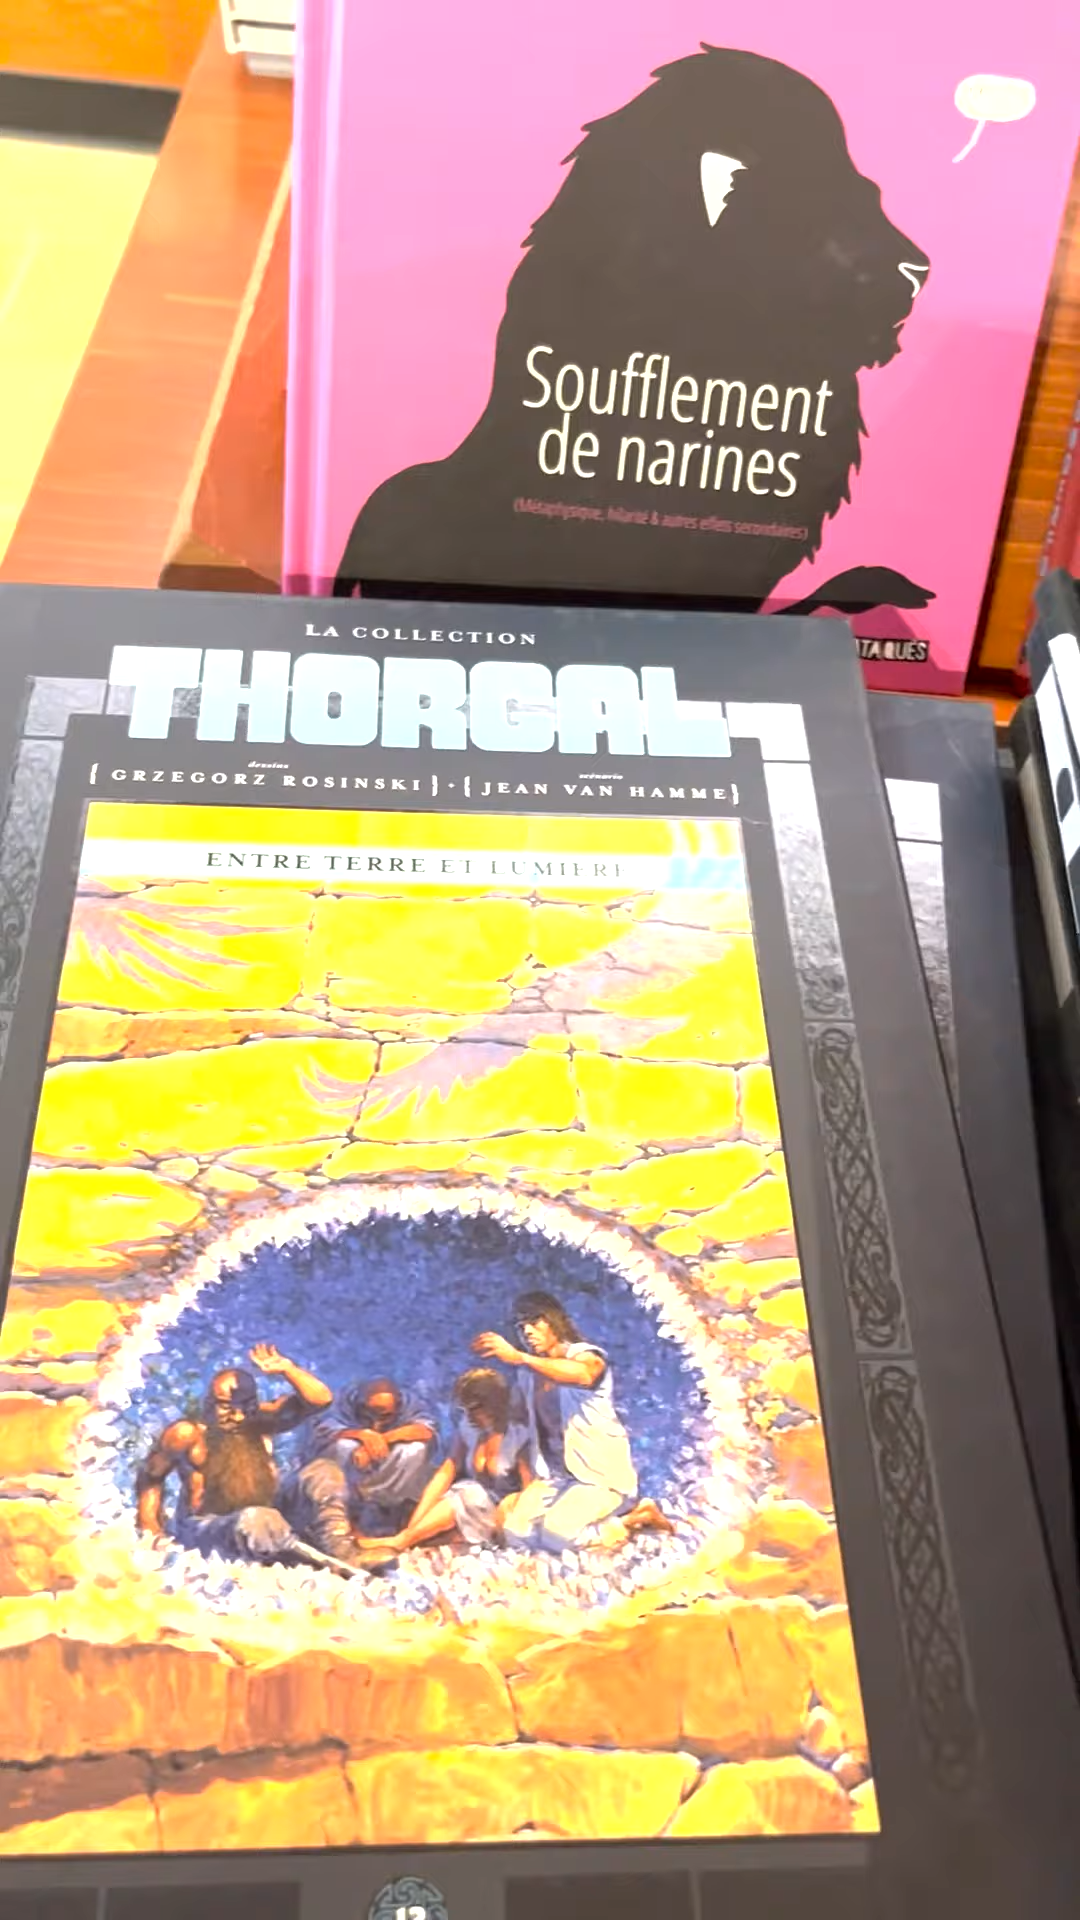 Soufflement
de narines
(Métaphysique, hilarité & autres effets secondaires)
TAQUES
LA COLLECTION
THORGAL
dessins
scénario
{ GRZEGORZ ROSINSKI } · { JEAN VAN HAMME }
ENTRE TERRE ET LUMIERE